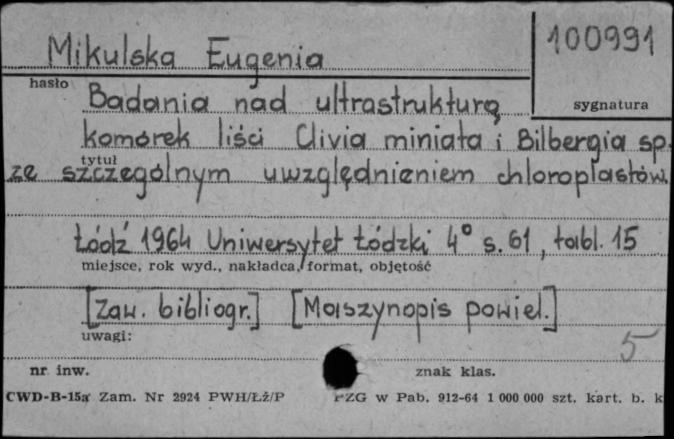 Mikulska Eugenia
100991
hasło
sygnatura
Badania nad ultrastrukturą
komórek liści Clivia miniata i Bilbergia sp.
tytuł
ze szczególnym uwzględnieniem chloroplastów.
Łódź 1964 Uniwersytet Łódzki 4° s. 61, tabl. 15
miejsce, rok wyd., nakładca, format, objętość
[Zaw. bibliogr.] [Maszynopis powiel.]
uwagi:
5
nr inw.
znak klas.
CWD-B-15a Zam. Nr 2924 PWH/Łż/P PZG w Pab. 912-64 1 000 000 szt. kart. b. k